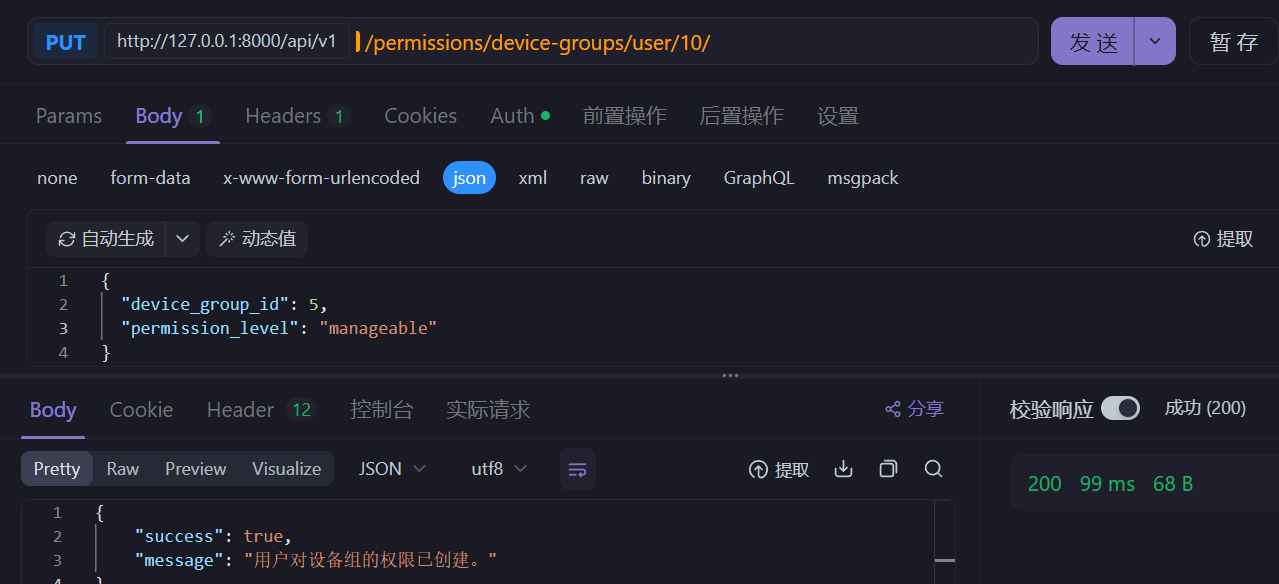 PUT http://127.0.0.1:8000/api/v1 /permissions/device-groups/user/10/ 发 送 暂 存
Params Body 1 Headers 1 Cookies Auth 前置操作 后置操作 设置
none form-data x-www-form-urlencoded json xml raw binary GraphQL msgpack
自动生成 动态值 提取
1 {
2 "device_group_id": 5,
3 "permission_level": "manageable"
4 }
Body Cookie Header 12 控制台 实际请求 分享 校验响应 成功 (200)
Pretty Raw Preview Visualize JSON utf8 提取 200 99 ms 68 B
1 {
2 "success": true,
3 "message": "用户对设备组的权限已创建。"
4 }